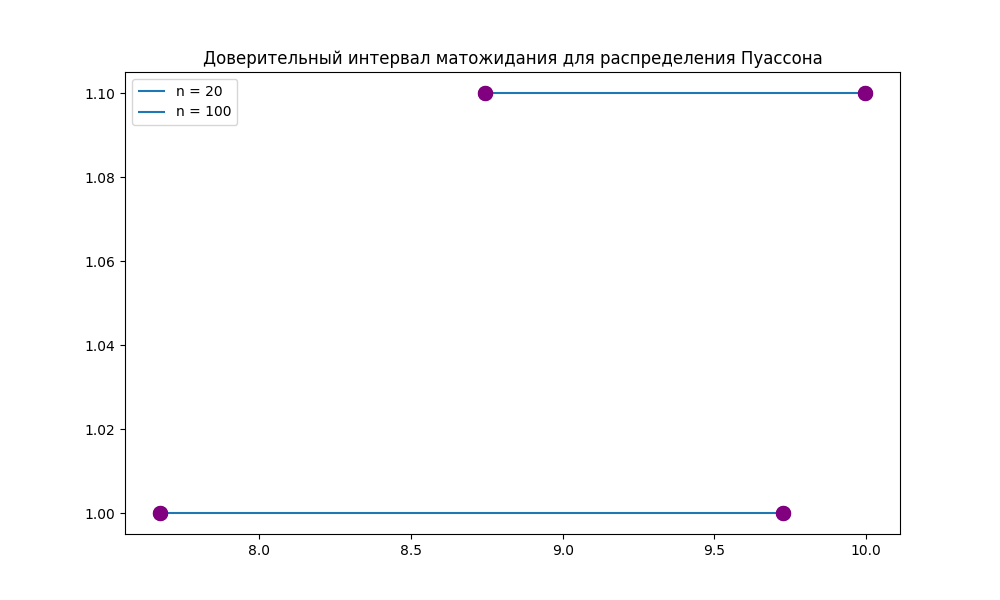 Доверительный интервал матожидания для распределения Пуассона
n = 20
n = 100
1.10
1.08
1.06
1.04
1.02
1.00
8.0 8.5 9.0 9.5 10.0